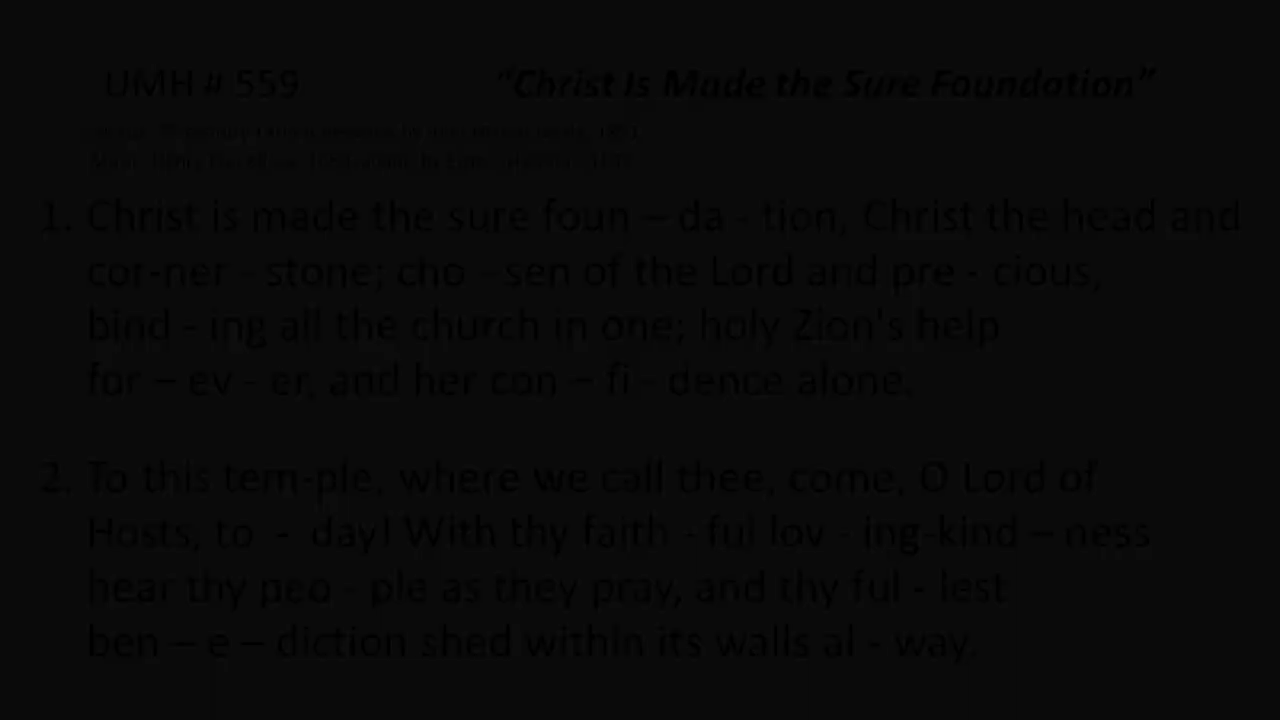 UMH # 559 "Christ Is Made the Sure Foundation"
1. Christ is made the sure foun – da - tion, Christ the head and
cor-ner - stone; cho - sen of the Lord and pre - cious,
bind - ing all the church in one; holy Zion's help
for – ev - er, and her con – fi - dence alone.
2. To this tem-ple, where we call thee, come, O Lord of
Hosts, to - day! With thy faith - ful lov - ing-kind – ness
hear thy peo - ple as they pray, and thy ful - lest
ben – e – diction shed within its walls al - way.